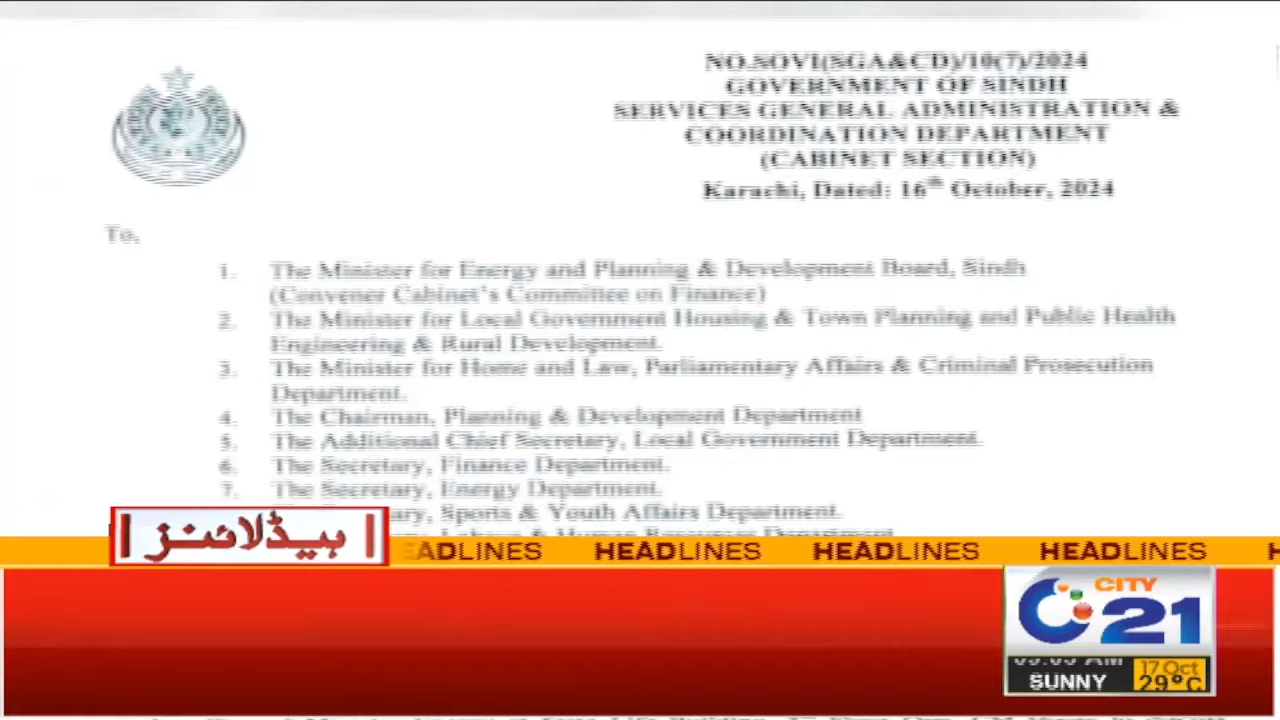 NO.SOVI(SGA&CD)/10(7)/2024
GOVERNMENT OF SINDH
SERVICES GENERAL ADMINISTRATION &
COORDINATION DEPARTMENT
(CABINET SECTION)
Karachi, Dated: 16th October, 2024
To,
1. The Minister for Energy and Planning & Development Board, Sindh
(Convener Cabinet's Committee on Finance)
2. The Minister for Local Government Housing & Town Planning and Public Health
Engineering & Rural Development.
3. The Minister for Home and Law, Parliamentary Affairs & Criminal Prosecution
Department.
4. The Chairman, Planning & Development Department
5. The Additional Chief Secretary, Local Government Department.
6. The Secretary, Finance Department.
7. The Secretary, Energy Department.
Sports & Youth Affairs Department.
ہیڈلائنز
HEADLINES HEADLINES HEADLINES HEADLINES
CITY
21
SUNNY
17 Oct
29°C